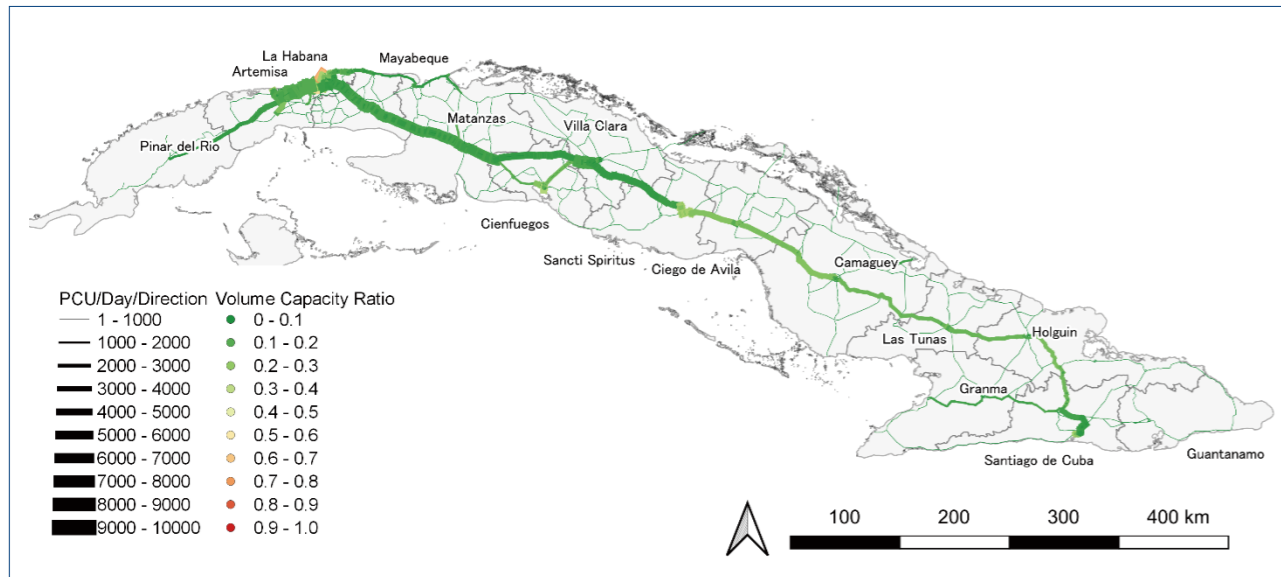 La Habana
Mayabeque
Artemisa
Matanzas
Villa Clara
Pinar del Rio
Cienfuegos
Sancti Spiritus
Ciego de Avila
Camaguey
Las Tunas
Holguin
Granma
Santiago de Cuba
Guantanamo
PCU/Day/Direction Volume Capacity Ratio
1 - 1000 0 - 0.1
1000 - 2000 0.1 - 0.2
2000 - 3000 0.2 - 0.3
3000 - 4000 0.3 - 0.4
4000 - 5000 0.4 - 0.5
5000 - 6000 0.5 - 0.6
6000 - 7000 0.6 - 0.7
7000 - 8000 0.7 - 0.8
8000 - 9000 0.8 - 0.9
9000 - 10000 0.9 - 1.0
100 200 300 400 km